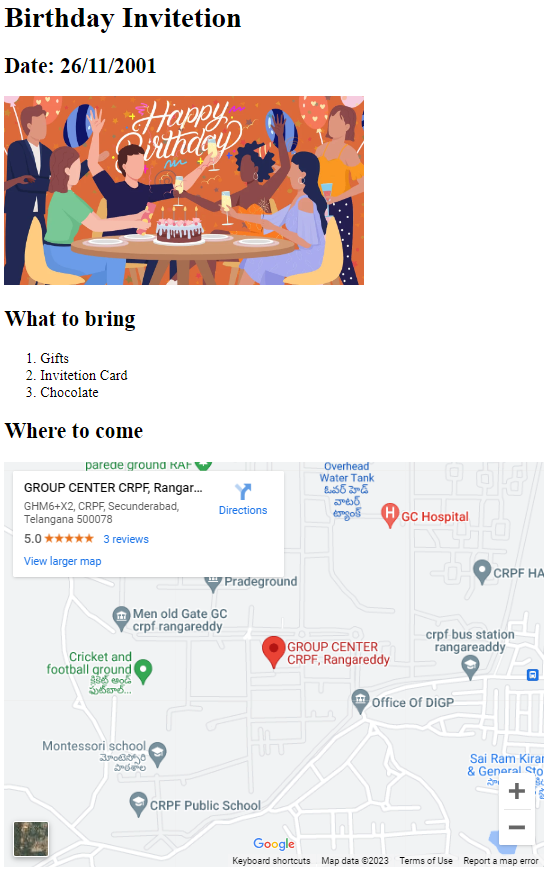 Birthday Invitetion
Date: 26/11/2001
Happy
Birthday
What to bring
1. Gifts
2. Invitetion Card
3. Chocolate
Where to come
parede ground RAF
GROUP CENTER CRPF, Rangar...
GHM6+X2, CRPF, Secunderabad,
Telangana 500078
5.0
3 reviews
View larger map
Directions
Overhead
Water Tank
ఓవర్ హెడ్
వాటర్
ట్యాంక్
GC Hospital
Pradeground
CRPF HA
Men old Gate GC
crpf rangareddy
GROUP CENTER
CRPF, Rangareddy
crpf bus station
rangareaddy
Cricket and
football ground
క్రికెట్ అండ్
ఫుట్‌బాల్...
Office Of DIGP
Montessori school
మోంటెస్సోరి
పాఠశాల
Sai Ram Kiran
& General Sto
CRPF Public School
Google
Keyboard shortcuts
Map data ©2023
Terms of Use
Report a map error